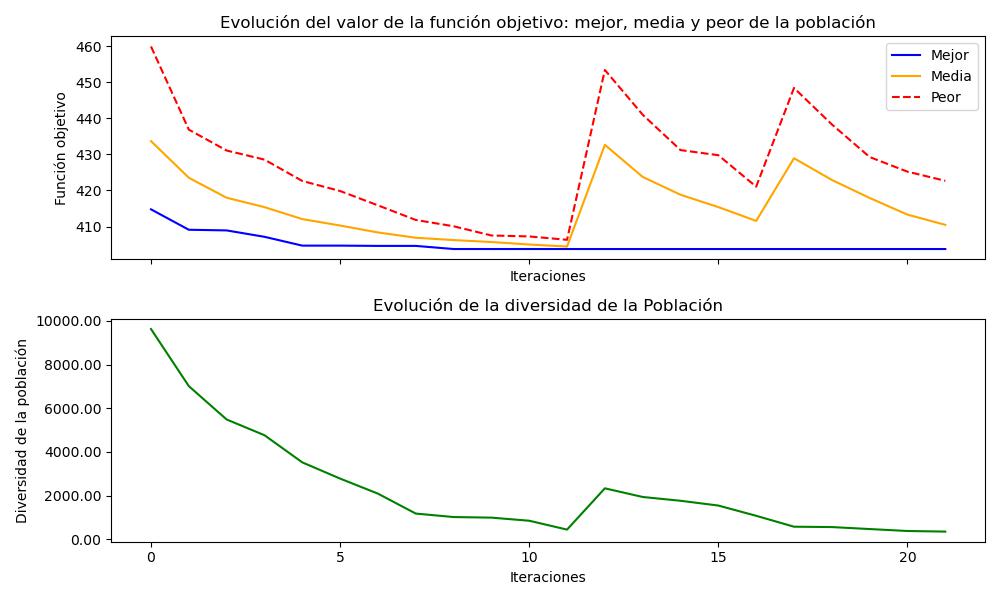 Evolución del valor de la función objetivo: mejor, media y peor de la población
Función objetivo
460
450
440
430
420
410
Mejor
Media
Peor
Iteraciones
Evolución de la diversidad de la Población
Diversidad de la población
10000.00
8000.00
6000.00
4000.00
2000.00
0.00
0 5 10 15 20
Iteraciones